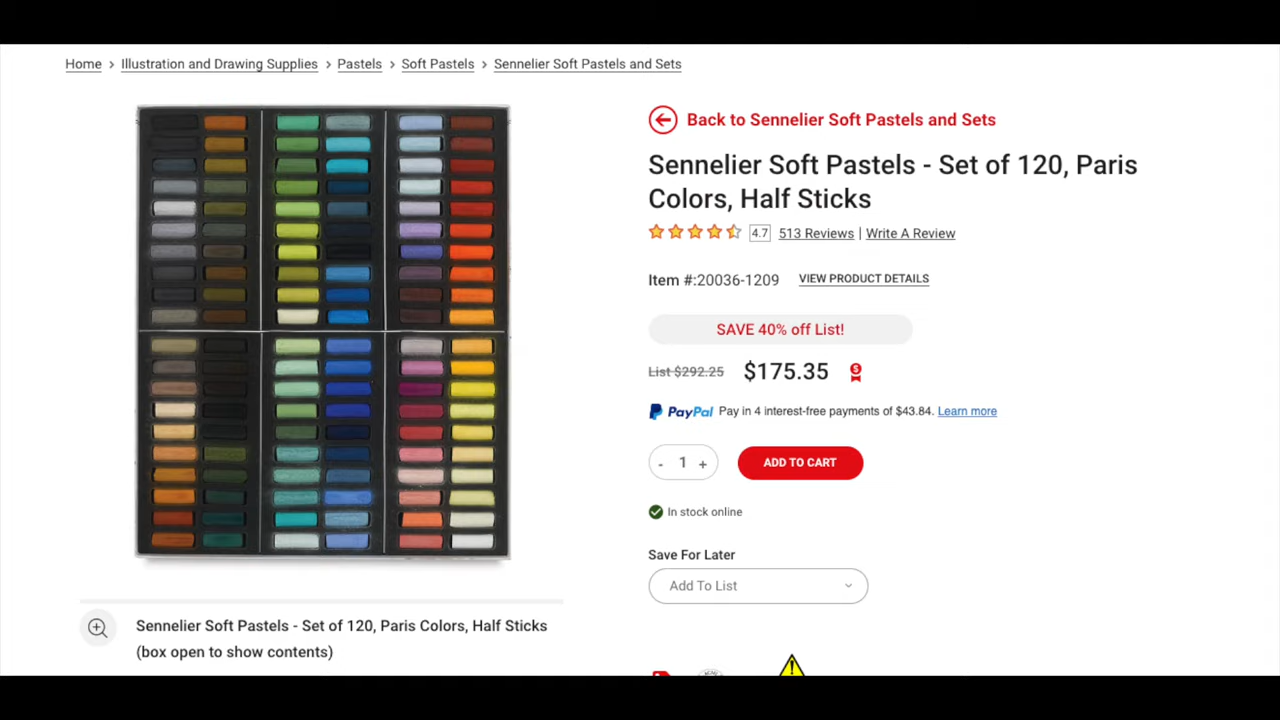 Home > Illustration and Drawing Supplies > Pastels > Soft Pastels > Sennelier Soft Pastels and Sets
Back to Sennelier Soft Pastels and Sets
Sennelier Soft Pastels - Set of 120, Paris
Colors, Half Sticks
4.7 513 Reviews | Write A Review
Item #:20036-1209 VIEW PRODUCT DETAILS
SAVE 40% off List!
List $292.25 $175.35
PayPal Pay in 4 interest-free payments of $43.84. Learn more
- 1 + ADD TO CART
In stock online
Save For Later
Add To List
Sennelier Soft Pastels - Set of 120, Paris Colors, Half Sticks
(box open to show contents)